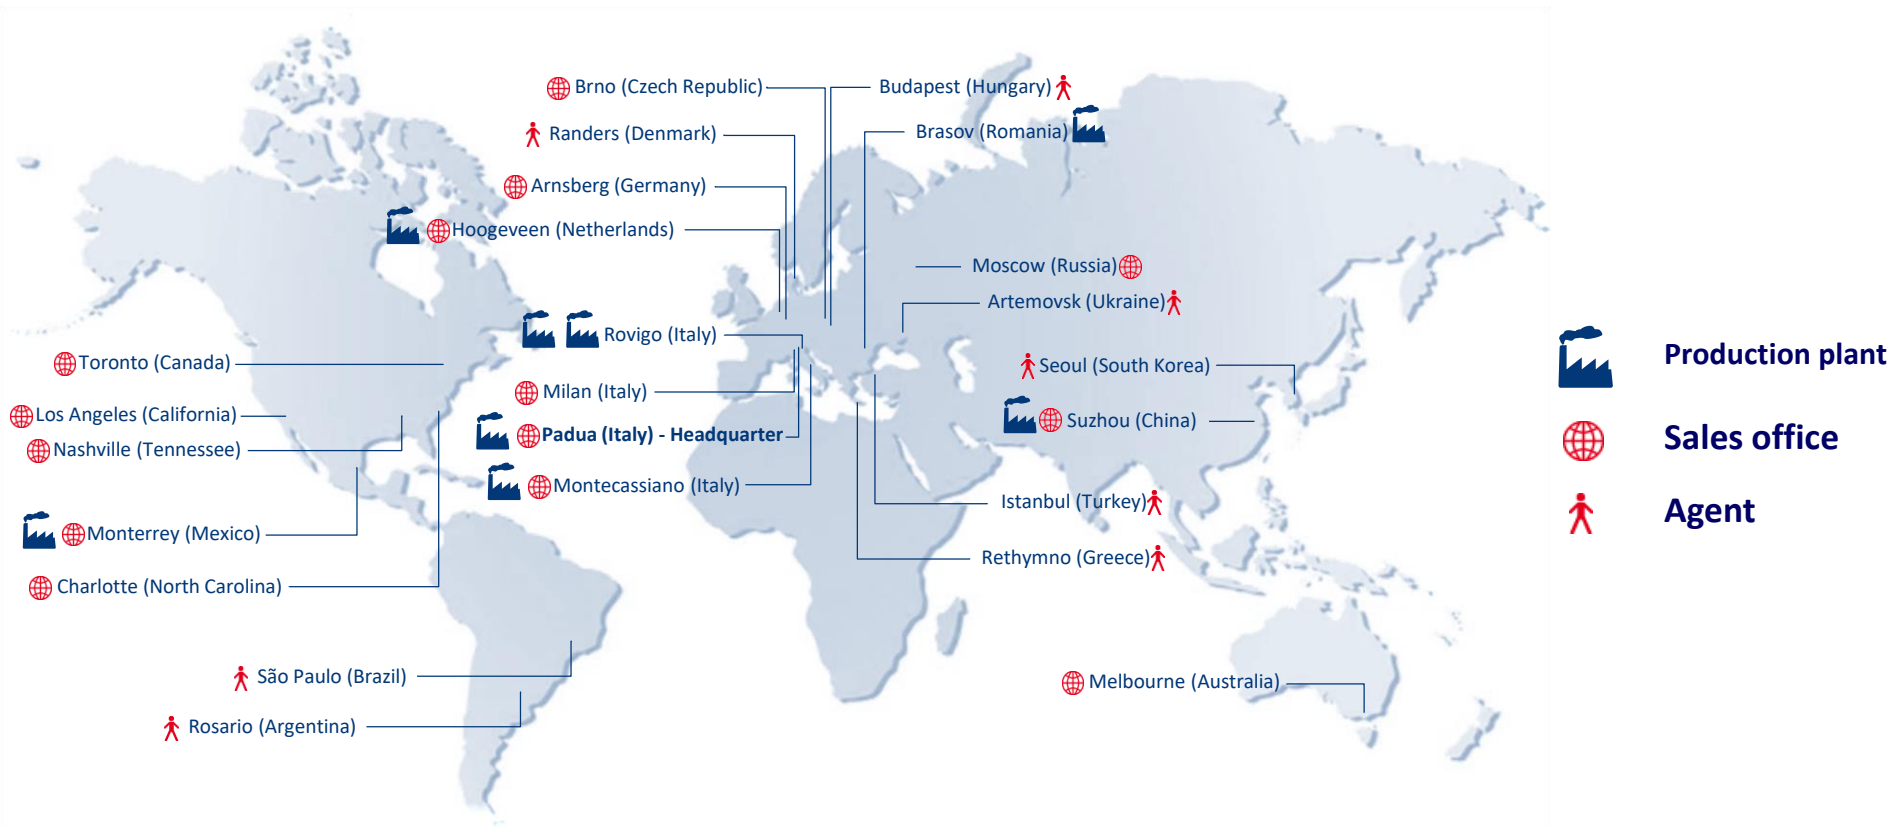 Brno (Czech Republic)
Budapest (Hungary)
Randers (Denmark)
Brasov (Romania)
Arnsberg (Germany)
Hoogeveen (Netherlands)
Moscow (Russia)
Artemovsk (Ukraine)
Rovigo (Italy)
Toronto (Canada)
Seoul (South Korea)
Milan (Italy)
Los Angeles (California)
Suzhou (China)
Padua (Italy) - Headquarter
Nashville (Tennessee)
Montecassiano (Italy)
Istanbul (Turkey)
Monterrey (Mexico)
Rethymno (Greece)
Charlotte (North Carolina)
São Paulo (Brazil)
Melbourne (Australia)
Rosario (Argentina)
Production plant
Sales office
Agent